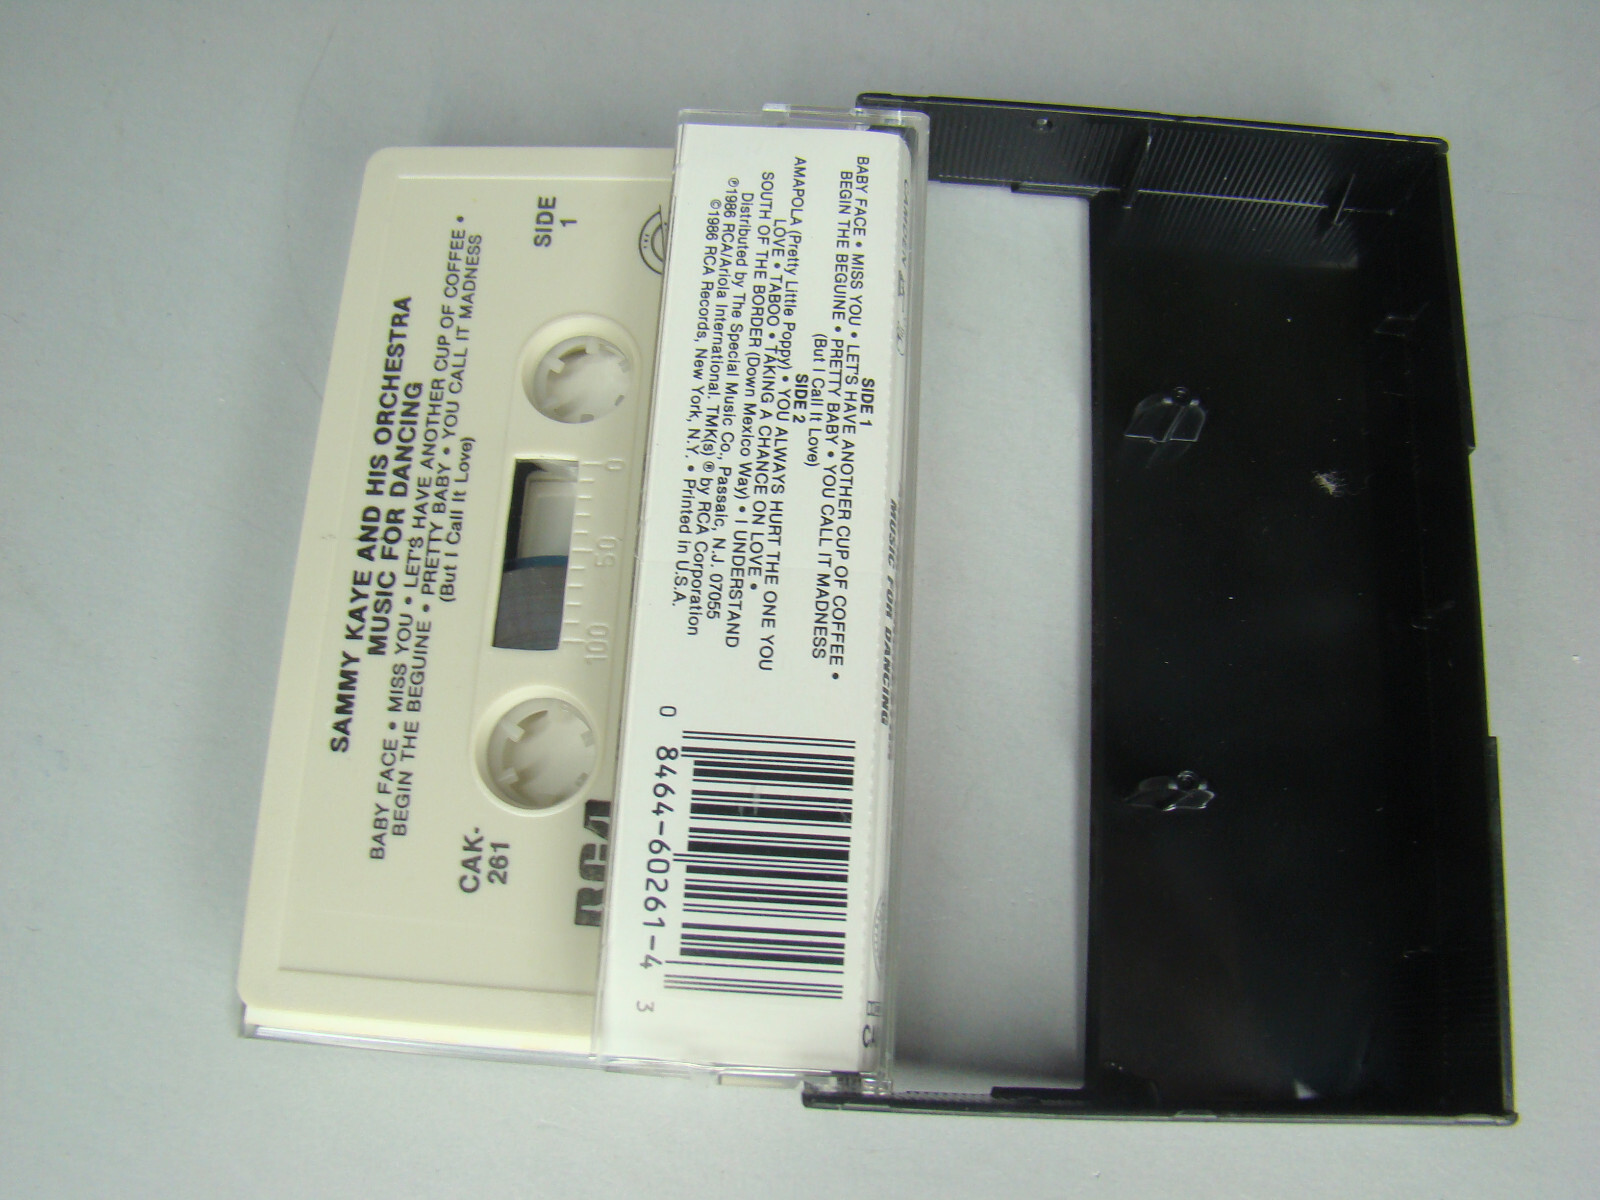 SAMMY KAYE AND HIS ORCHESTRA
MUSIC FOR DANCING
BABY FACE • MISS YOU • LET'S HAVE ANOTHER CUP OF COFFEE •
BEGIN THE BEGUINE • PRETTY BABY • YOU CALL IT MADNESS
(But I Call It Love)
CAK-
261
SIDE
1
0
50
100
RCA
SIDE 1
BABY FACE • MISS YOU • LET'S HAVE ANOTHER CUP OF COFFEE •
BEGIN THE BEGUINE • PRETTY BABY • YOU CALL IT MADNESS
(But I Call It Love)
SIDE 2
AMAPOLA (Pretty Little Poppy) • YOU ALWAYS HURT THE ONE YOU
LOVE • TABOO • TAKING A CHANCE ON LOVE •
SOUTH OF THE BORDER (Down Mexico Way) • I UNDERSTAND
Distributed by The Special Music Co., Passaic, N.J. 07055
℗1986 RCA/Ariola International. TMK(s) ® by RCA Corporation
©1986 RCA Records, New York, N.Y. • Printed in U.S.A.
0 8464-60261-4 3
MUSIC FOR DANCING